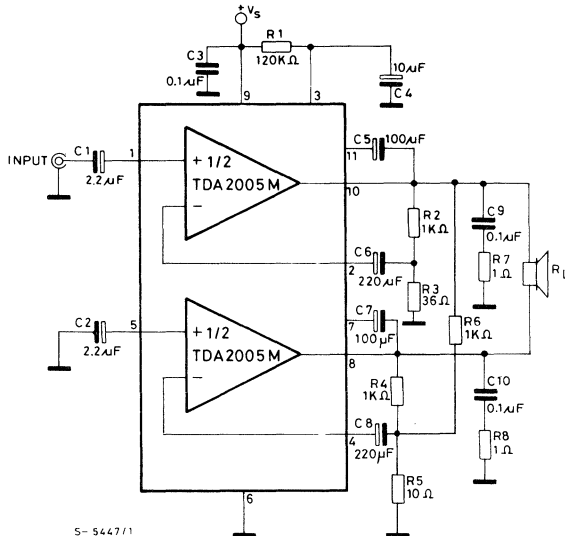 +Vs
C3
0.1µF
R1
120KΩ
10µF
C4
9
3
INPUT
C1
2.2µF
1
+ 1/2
TDA2005M
−
C5
100µF
11
10
R2
1KΩ
C9
0.1µF
R7
1Ω
RL
C6
220µF
2
R3
36Ω
C2
2.2µF
5
+ 1/2
TDA2005M
−
C7
100µF
7
8
R6
1KΩ
R4
1KΩ
C10
0.1µF
C8
220µF
4
R8
1Ω
R5
10Ω
6
S-5447/1